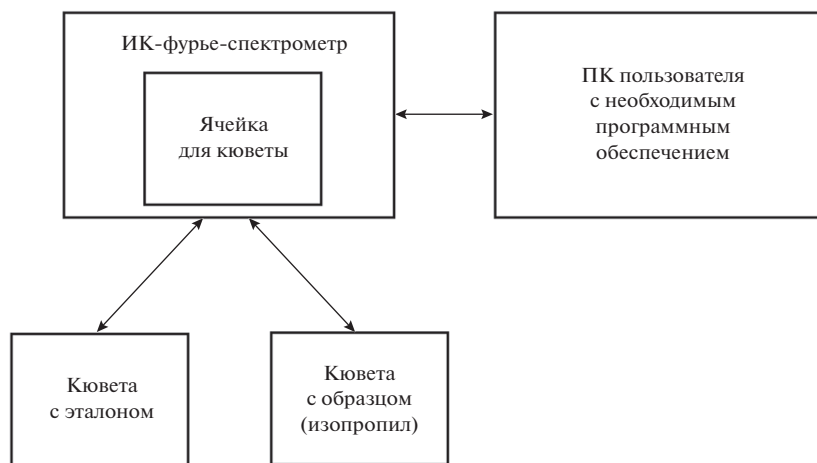 ИК-фурье-спектрометр
Ячейка
для кюветы
ПК пользователя
с необходимым
программным
обеспечением
Кювета
с эталоном
Кювета
с образцом
(изопропил)